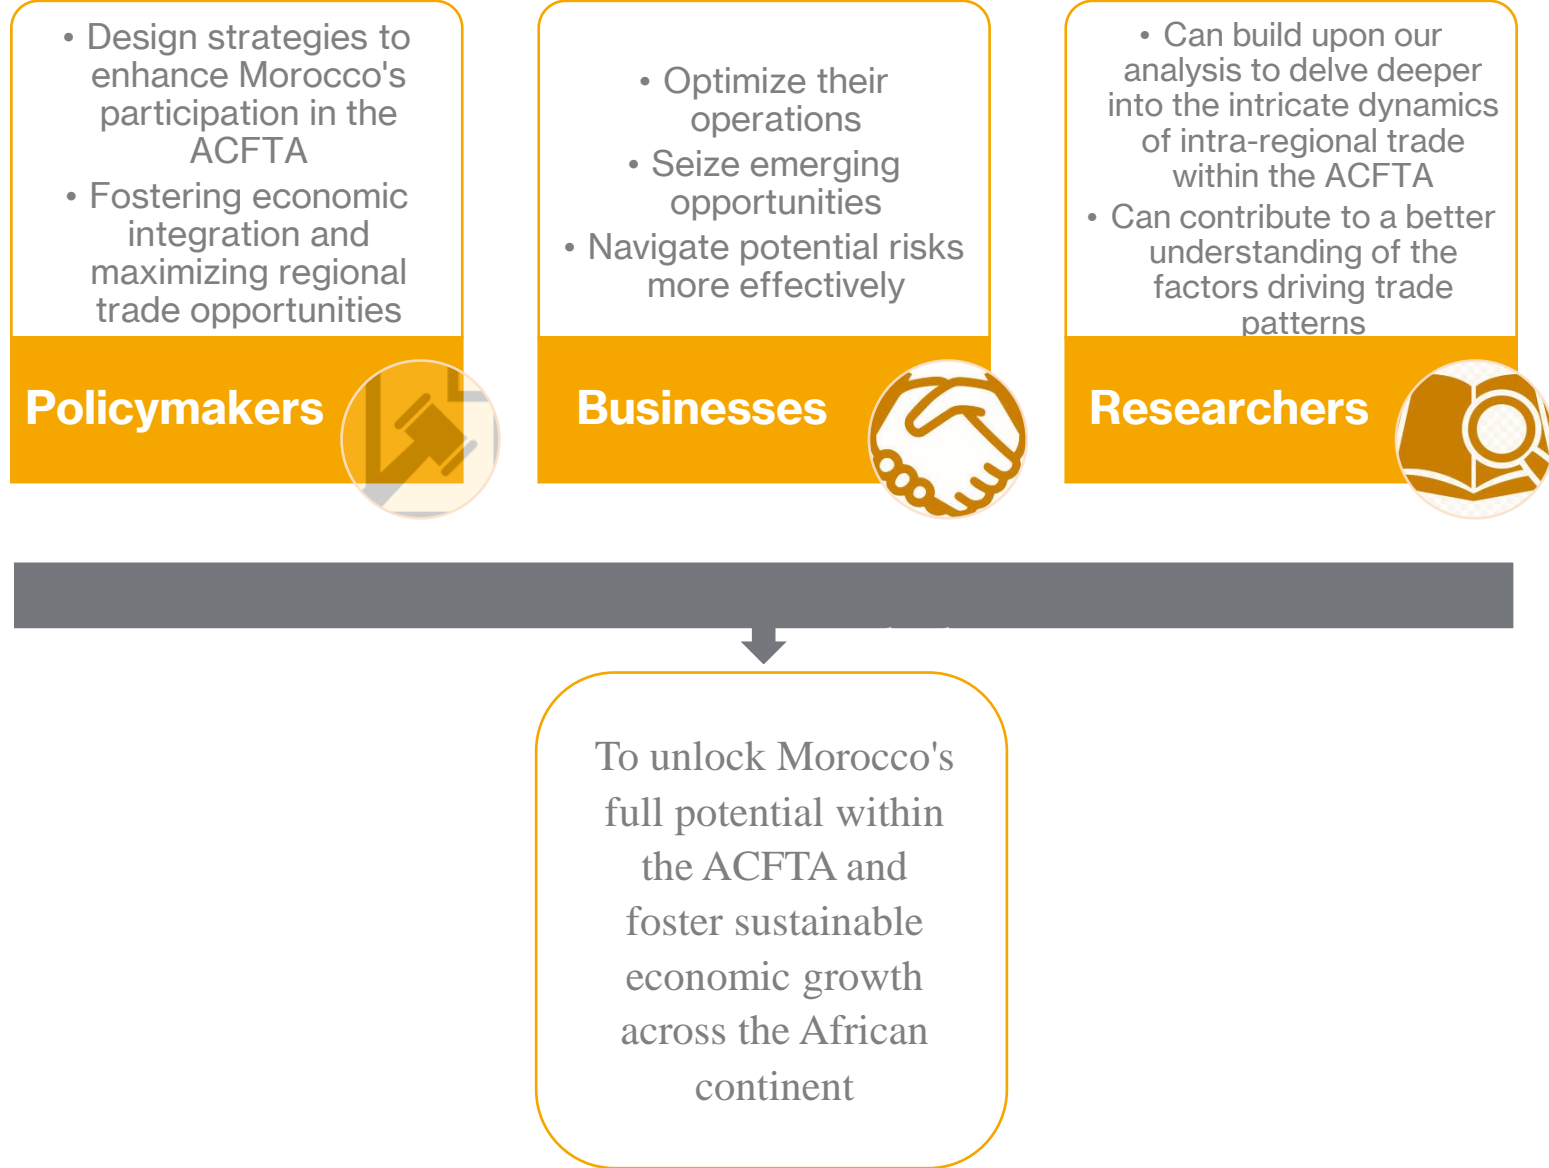 • Design strategies to
enhance Morocco's
participation in the
ACFTA
• Fostering economic
integration and
maximizing regional
trade opportunities
Policymakers
• Optimize their
operations
• Seize emerging
opportunities
• Navigate potential risks
more effectively
Businesses
• Can build upon our
analysis to delve deeper
into the intricate dynamics
of intra-regional trade
within the ACFTA
• Can contribute to a better
understanding of the
factors driving trade
patterns
Researchers
To unlock Morocco's
full potential within
the ACFTA and
foster sustainable
economic growth
across the African
continent